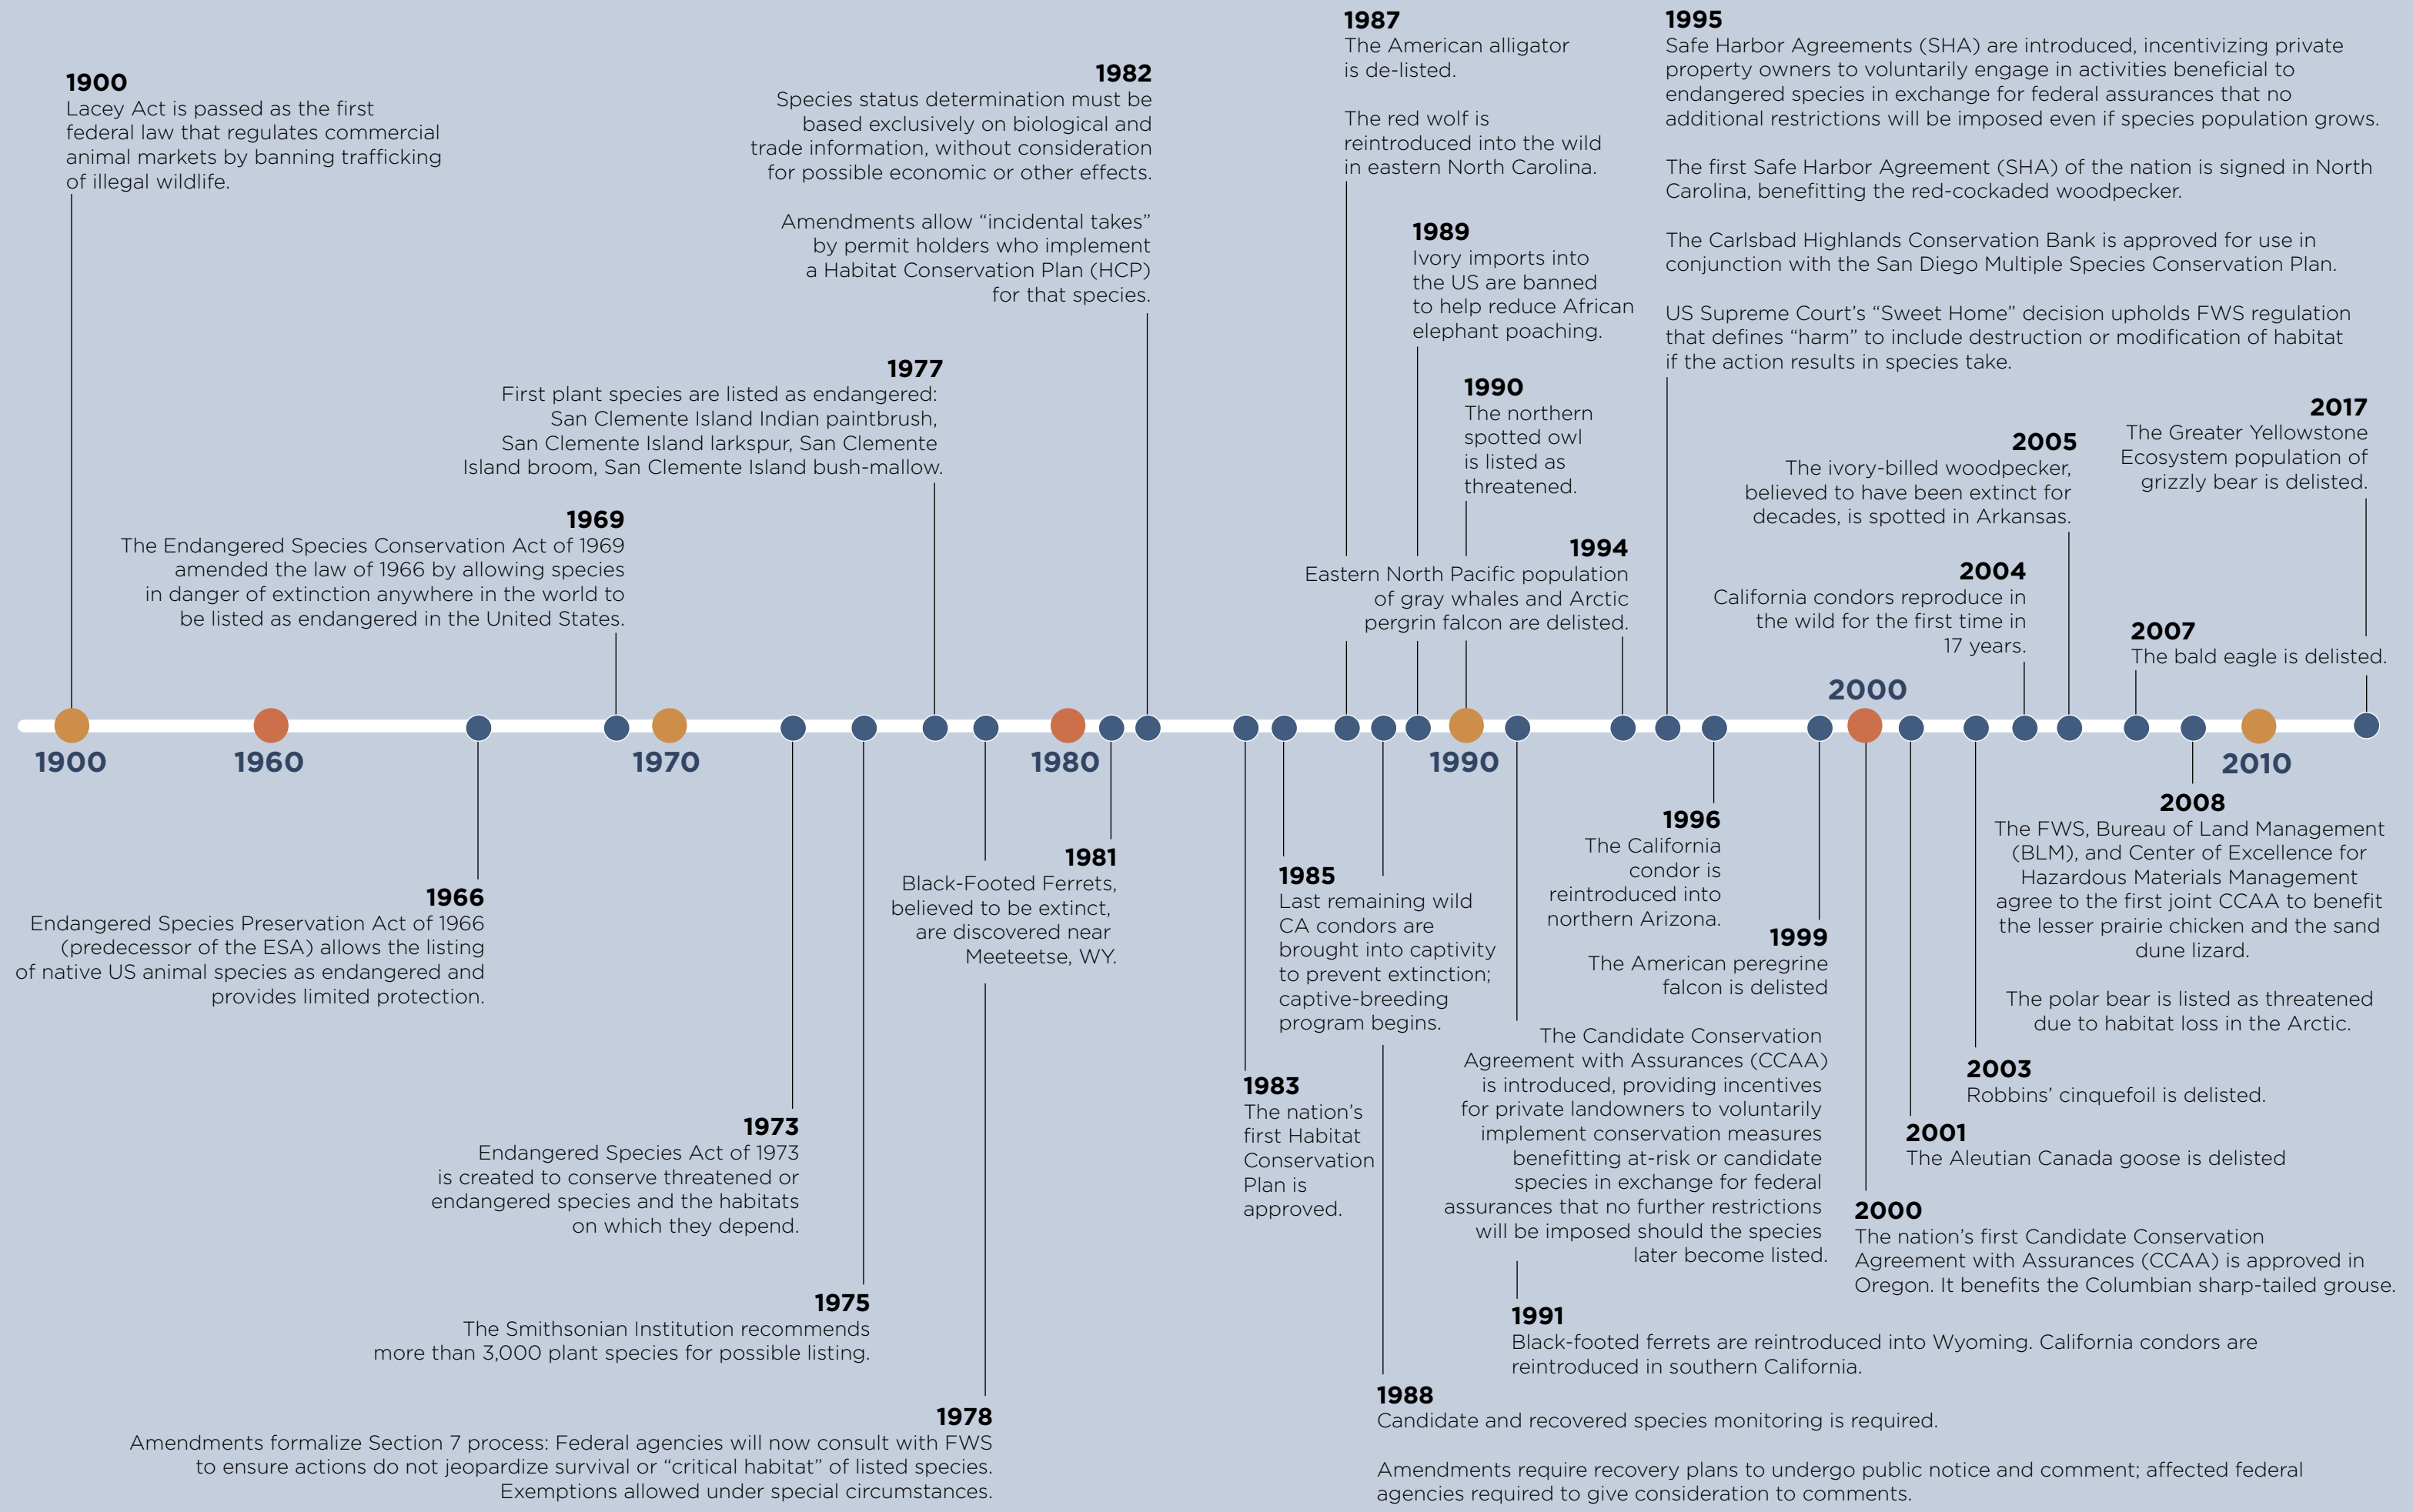 1900
Lacey Act is passed as the first
federal law that regulates commercial
animal markets by banning trafficking
of illegal wildlife.
1966
Endangered Species Preservation Act of 1966
(predecessor of the ESA) allows the listing
of native US animal species as endangered and
provides limited protection.
1969
The Endangered Species Conservation Act of 1969
amended the law of 1966 by allowing species
in danger of extinction anywhere in the world to
be listed as endangered in the United States.
1973
Endangered Species Act of 1973
is created to conserve threatened or
endangered species and the habitats
on which they depend.
1975
The Smithsonian Institution recommends
more than 3,000 plant species for possible listing.
1977
First plant species are listed as endangered:
San Clemente Island Indian paintbrush,
San Clemente Island larkspur, San Clemente
Island broom, San Clemente Island bush-mallow.
1978
Amendments formalize Section 7 process: Federal agencies will now consult with FWS
to ensure actions do not jeopardize survival or “critical habitat” of listed species.
Exemptions allowed under special circumstances.
1981
Black-Footed Ferrets,
believed to be extinct,
are discovered near
Meeteetse, WY.
1982
Species status determination must be
based exclusively on biological and
trade information, without consideration
for possible economic or other effects.
Amendments allow “incidental takes”
by permit holders who implement
a Habitat Conservation Plan (HCP)
for that species.
1983
The nation’s
first Habitat
Conservation
Plan is
approved.
1985
Last remaining wild
CA condors are
brought into captivity
to prevent extinction;
captive-breeding
program begins.
1987
The American alligator
is de-listed.
The red wolf is
reintroduced into the wild
in eastern North Carolina.
1988
Candidate and recovered species monitoring is required.
Amendments require recovery plans to undergo public notice and comment; affected federal
agencies required to give consideration to comments.
1989
Ivory imports into
the US are banned
to help reduce African
elephant poaching.
1990
The northern
spotted owl
is listed as
threatened.
1991
Black-footed ferrets are reintroduced into Wyoming. California condors are
reintroduced in southern California.
1994
Eastern North Pacific population
of gray whales and Arctic
pergrin falcon are delisted.
1995
Safe Harbor Agreements (SHA) are introduced, incentivizing private
property owners to voluntarily engage in activities beneficial to
endangered species in exchange for federal assurances that no
additional restrictions will be imposed even if species population grows.
The first Safe Harbor Agreement (SHA) of the nation is signed in North
Carolina, benefitting the red-cockaded woodpecker.
The Carlsbad Highlands Conservation Bank is approved for use in
conjunction with the San Diego Multiple Species Conservation Plan.
US Supreme Court’s “Sweet Home” decision upholds FWS regulation
that defines “harm” to include destruction or modification of habitat
if the action results in species take.
1996
The California
condor is
reintroduced into
northern Arizona.
1999
The American peregrine
falcon is delisted
The Candidate Conservation
Agreement with Assurances (CCAA)
is introduced, providing incentives
for private landowners to voluntarily
implement conservation measures
benefitting at-risk or candidate
species in exchange for federal
assurances that no further restrictions
will be imposed should the species
later become listed.
2000
The nation’s first Candidate Conservation
Agreement with Assurances (CCAA) is approved in
Oregon. It benefits the Columbian sharp-tailed grouse.
2001
The Aleutian Canada goose is delisted
2003
Robbins’ cinquefoil is delisted.
2004
California condors reproduce in
the wild for the first time in
17 years.
2005
The ivory-billed woodpecker,
believed to have been extinct for
decades, is spotted in Arkansas.
2007
The bald eagle is delisted.
2008
The FWS, Bureau of Land Management
(BLM), and Center of Excellence for
Hazardous Materials Management
agree to the first joint CCAA to benefit
the lesser prairie chicken and the sand
dune lizard.
The polar bear is listed as threatened
due to habitat loss in the Arctic.
2017
The Greater Yellowstone
Ecosystem population of
grizzly bear is delisted.
1900
1960
1970
1980
1990
2000
2010